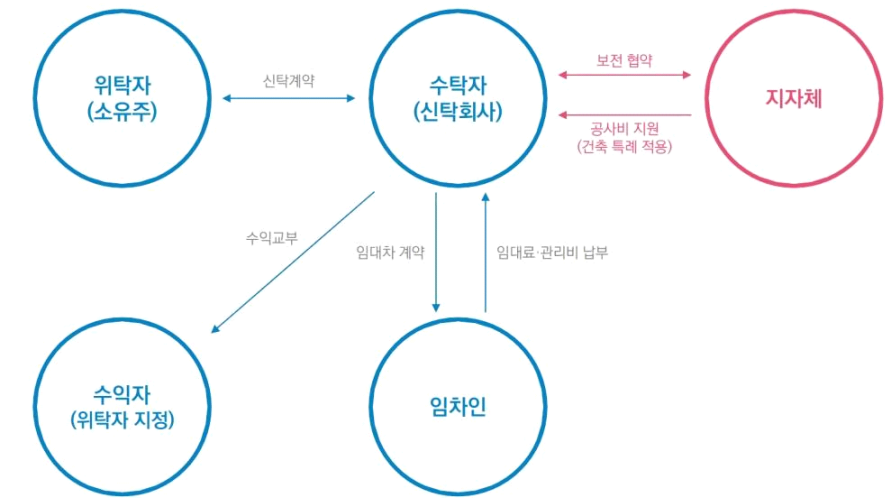 위탁자
(소유주)
신탁계약
수탁자
(신탁회사)
보전 협약
공사비 지원
(건축 특례 적용)
지자체
수익교부
임대차 계약
임대료·관리비 납부
수익자
(위탁자 지정)
임차인